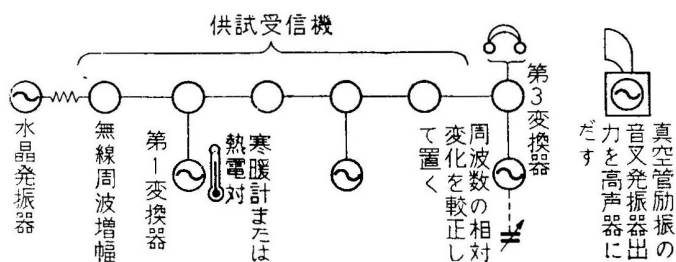 供試受信機
水晶発振器
無線周波増幅
第1変換器
寒暖計または
熱電対
第3変換器
周波数の相対
変化を較正し
て置く
真空管励振の
音叉発振器出
力を高声器に
だす